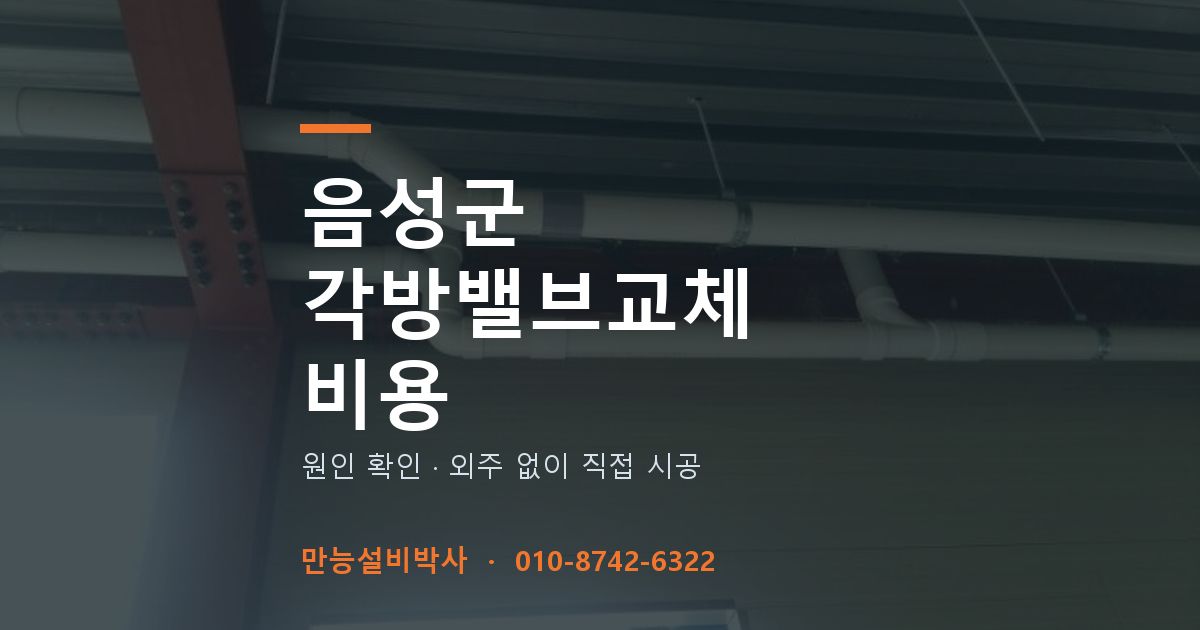 음성군
각방밸브교체
비용
원인 확인 · 외주 없이 직접 시공
만능설비박사 · 010-8742-6322